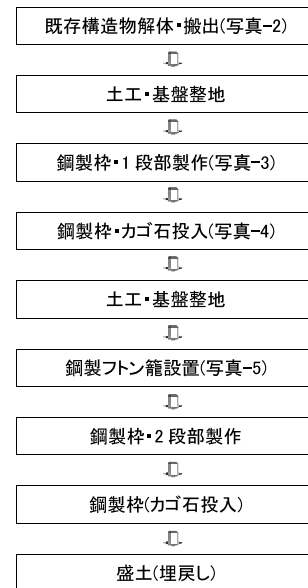 既存構造物解体・搬出(写真-2)
土工・基盤整地
鋼製枠・1段部製作(写真-3)
鋼製枠・カゴ石投入(写真-4)
土工・基盤整地
鋼製フトン籠設置(写真-5)
鋼製枠・2段部製作
鋼製枠(カゴ石投入)
盛土(埋戻し)